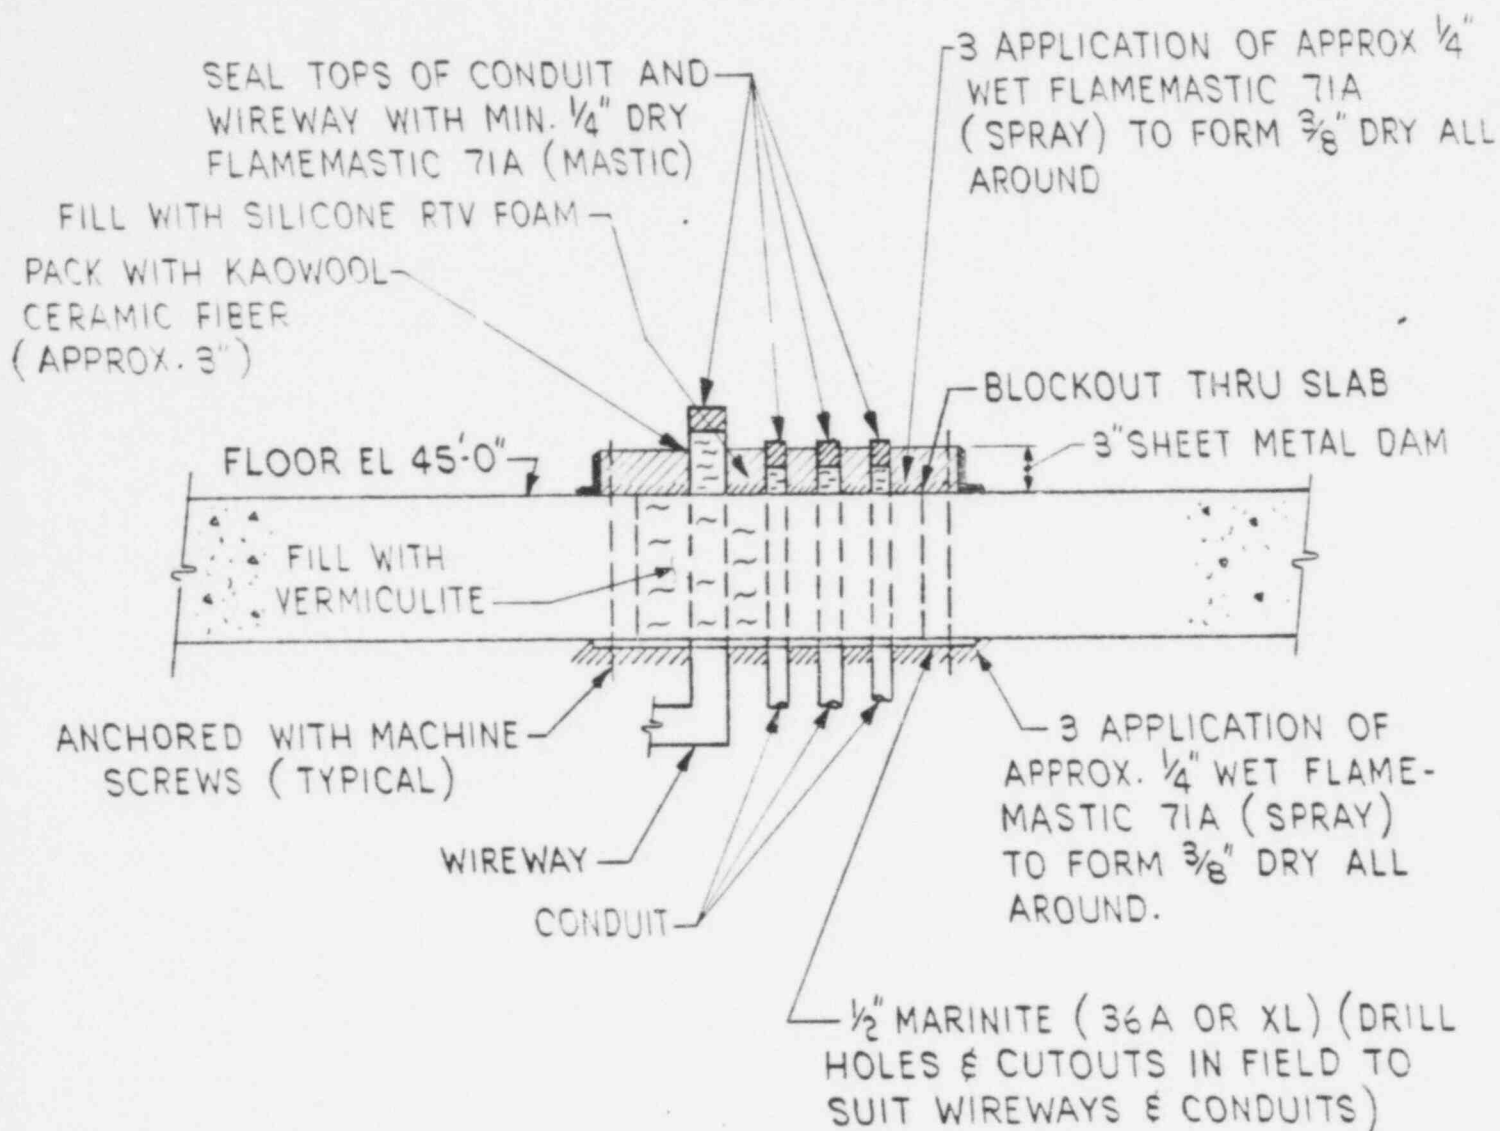 SEAL TOPS OF CONDUIT AND
WIREWAY WITH MIN. 1/4" DRY
FLAMEMASTIC 71A (MASTIC)
3 APPLICATION OF APPROX 1/4"
WET FLAMEMASTIC 71A
(SPRAY) TO FORM 3/8" DRY ALL
AROUND
FILL WITH SILICONE RTV FOAM
PACK WITH KAOWOOL
CERAMIC FIBER
(APPROX. 3")
BLOCKOUT THRU SLAB
3" SHEET METAL DAM
FLOOR EL 45'-0"
FILL WITH
VERMICULITE
ANCHORED WITH MACHINE
SCREWS (TYPICAL)
WIREWAY
CONDUIT
3 APPLICATION OF
APPROX. 1/4" WET FLAME-
MASTIC 71A (SPRAY)
TO FORM 3/8" DRY ALL
AROUND.
1/2" MARINITE (36A OR XL) (DRILL
HOLES & CUTOUTS IN FIELD TO
SUIT WIREWAYS & CONDUITS)